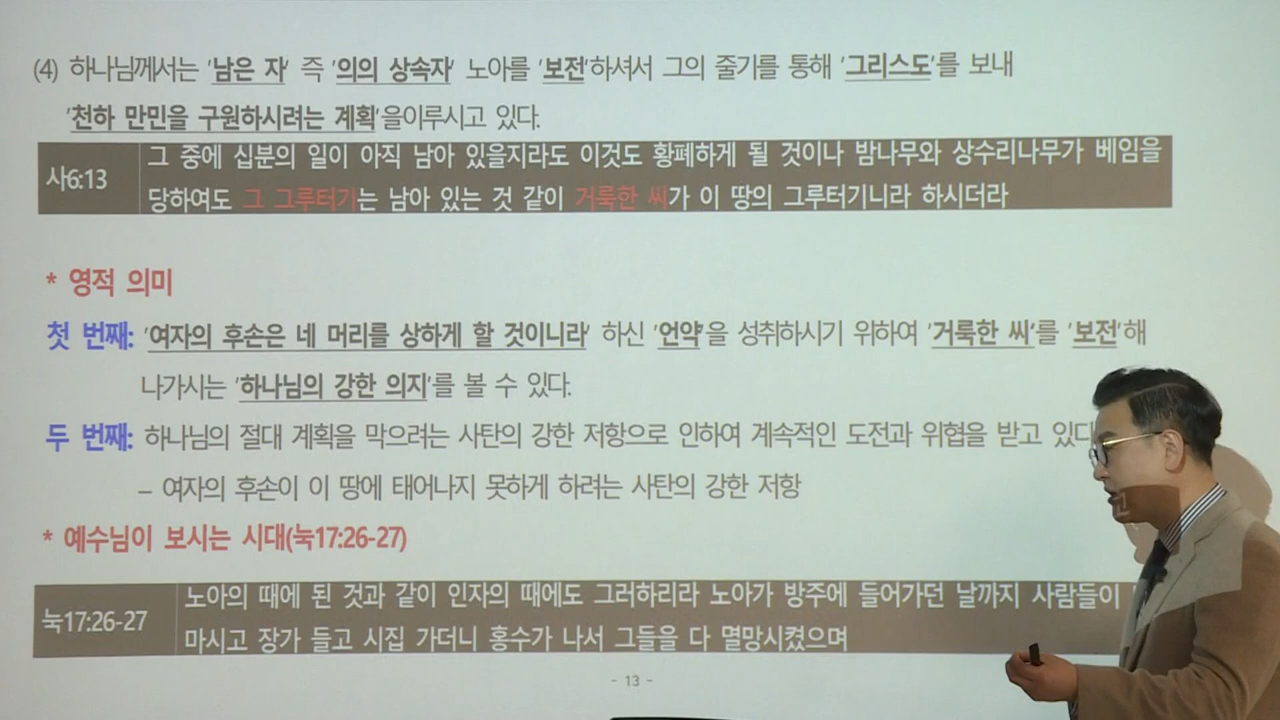 (4) 하나님께서는 '남은 자' 즉 '의의 상속자' 노아를 '보전'하셔서 그의 줄기를 통해 '그리스도'를 보내
'천하 만민을 구원하시려는 계획'을이루시고 있다.
사6:13
그 중에 십분의 일이 아직 남아 있을지라도 이것도 황폐하게 될 것이나 밤나무와 상수리나무가 베임을
당하여도 그 그루터기는 남아 있는 것 같이 거룩한 씨가 이 땅의 그루터기니라 하시더라
* 영적 의미
첫 번째: '여자의 후손은 네 머리를 상하게 할 것이니라' 하신 '언약'을 성취하시기 위하여 '거룩한 씨'를 '보전'해
나가시는 '하나님의 강한 의지'를 볼 수 있다.
두 번째: 하나님의 절대 계획을 막으려는 사탄의 강한 저항으로 인하여 계속적인 도전과 위협을 받고 있다
– 여자의 후손이 이 땅에 태어나지 못하게 하려는 사탄의 강한 저항
* 예수님이 보시는 시대(눅17:26-27)
눅17:26-27
노아의 때에 된 것과 같이 인자의 때에도 그러하리라 노아가 방주에 들어가던 날까지 사람들이
마시고 장가 들고 시집 가더니 홍수가 나서 그들을 다 멸망시켰으며
- 13 -